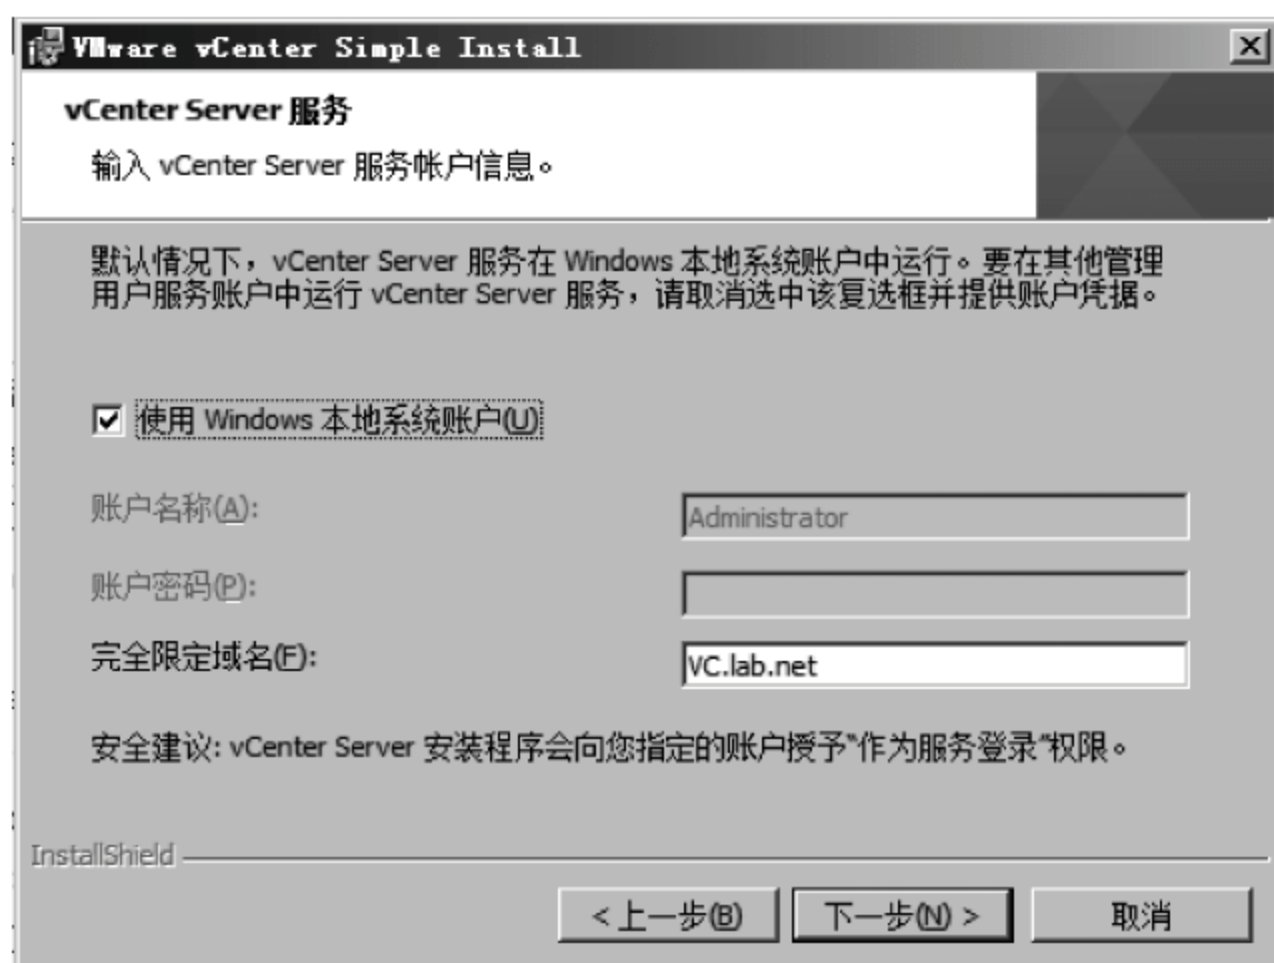 VMware vCenter Simple Install
vCenter Server 服务
输入 vCenter Server 服务帐户信息。
默认情况下，vCenter Server 服务在 Windows 本地系统账户中运行。要在其他管理
用户服务账户中运行 vCenter Server 服务，请取消选中该复选框并提供账户凭据。
使用 Windows 本地系统账户(U)
账户名称(A):
Administrator
账户密码(P):
完全限定域名(F):
VC.lab.net
安全建议: vCenter Server 安装程序会向您指定的账户授予"作为服务登录"权限。
InstallShield
< 上一步(B)
下一步(N) >
取消